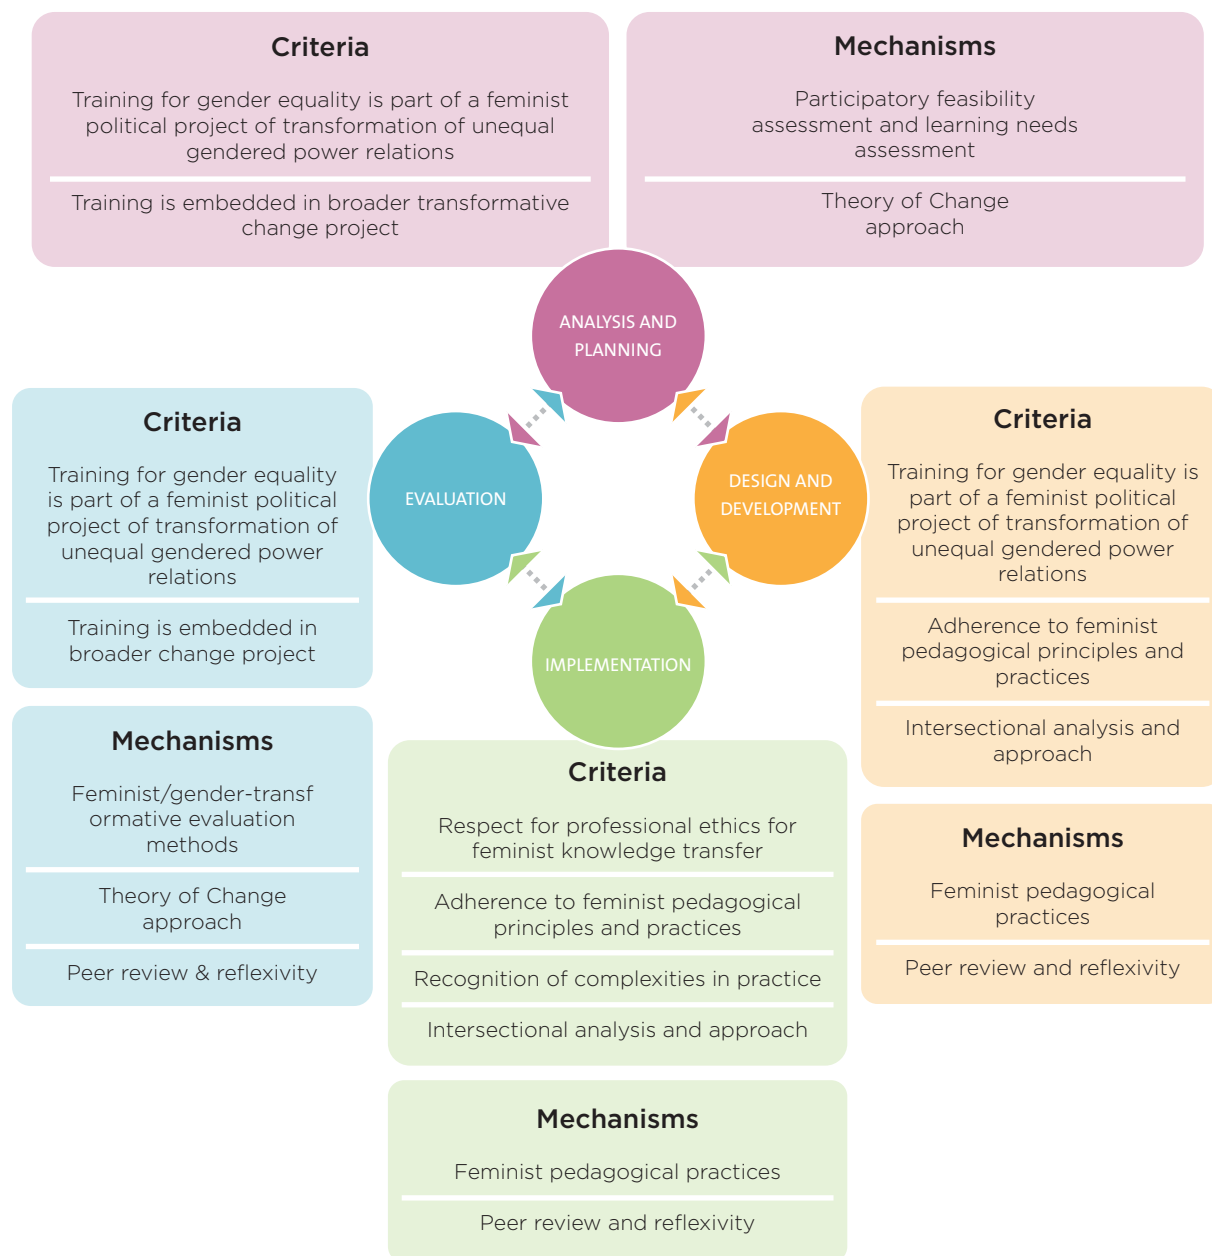 Criteria
Training for gender equality is part of a feminist
political project of transformation of unequal
gendered power relations
Training is embedded in broader transformative
change project
Mechanisms
Participatory feasibility
assessment and learning needs
assessment
Theory of Change
approach
ANALYSIS AND
PLANNING
EVALUATION
DESIGN AND
DEVELOPMENT
IMPLEMENTATION
Criteria
Training for gender equality
is part of a feminist political
project of transformation of
unequal gendered power
relations
Training is embedded in
broader change project
Mechanisms
Feminist/gender-transf
ormative evaluation
methods
Theory of Change
approach
Peer review & reflexivity
Criteria
Respect for professional ethics for
feminist knowledge transfer
Adherence to feminist pedagogical
principles and practices
Recognition of complexities in practice
Intersectional analysis and approach
Mechanisms
Feminist pedagogical practices
Peer review and reflexivity
Criteria
Training for gender equality is
part of a feminist political
project of transformation of
unequal gendered power
relations
Adherence to feminist
pedagogical principles and
practices
Intersectional analysis and
approach
Mechanisms
Feminist pedagogical
practices
Peer review and reflexivity